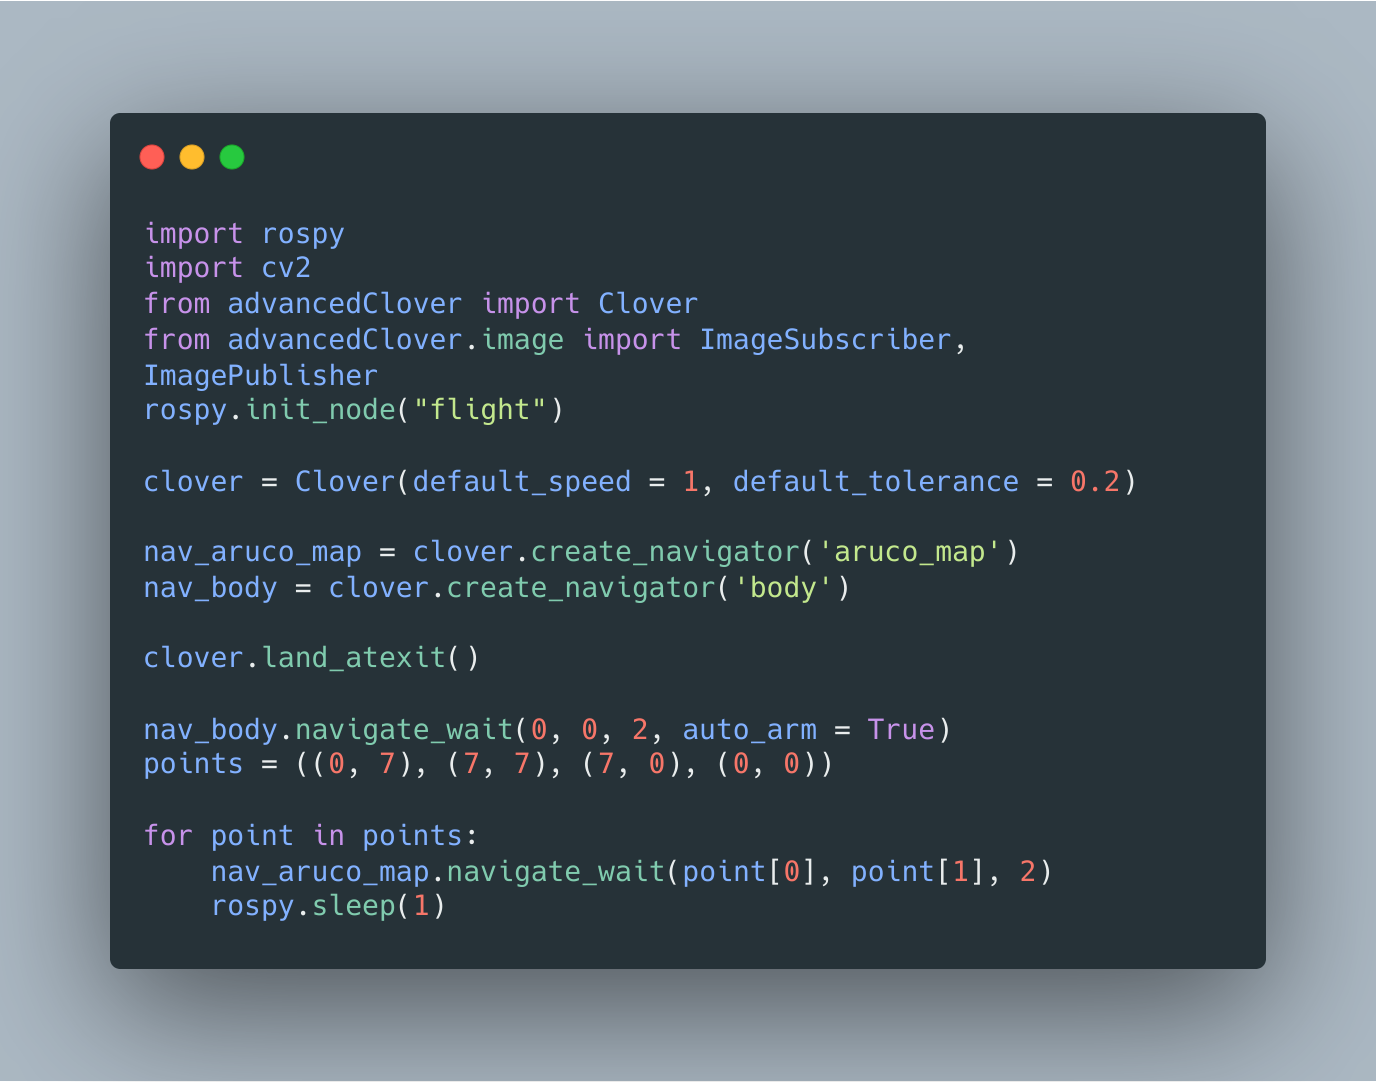 import rospy
import cv2
from advancedClover import Clover
from advancedClover.image import ImageSubscriber,
ImagePublisher
rospy.init_node("flight")
clover = Clover(default_speed = 1, default_tolerance = 0.2)
nav_aruco_map = clover.create_navigator('aruco_map')
nav_body = clover.create_navigator('body')
clover.land_atexit()
nav_body.navigate_wait(0, 0, 2, auto_arm = True)
points = ((0, 7), (7, 7), (7, 0), (0, 0))
for point in points:
    nav_aruco_map.navigate_wait(point[0], point[1], 2)
    rospy.sleep(1)